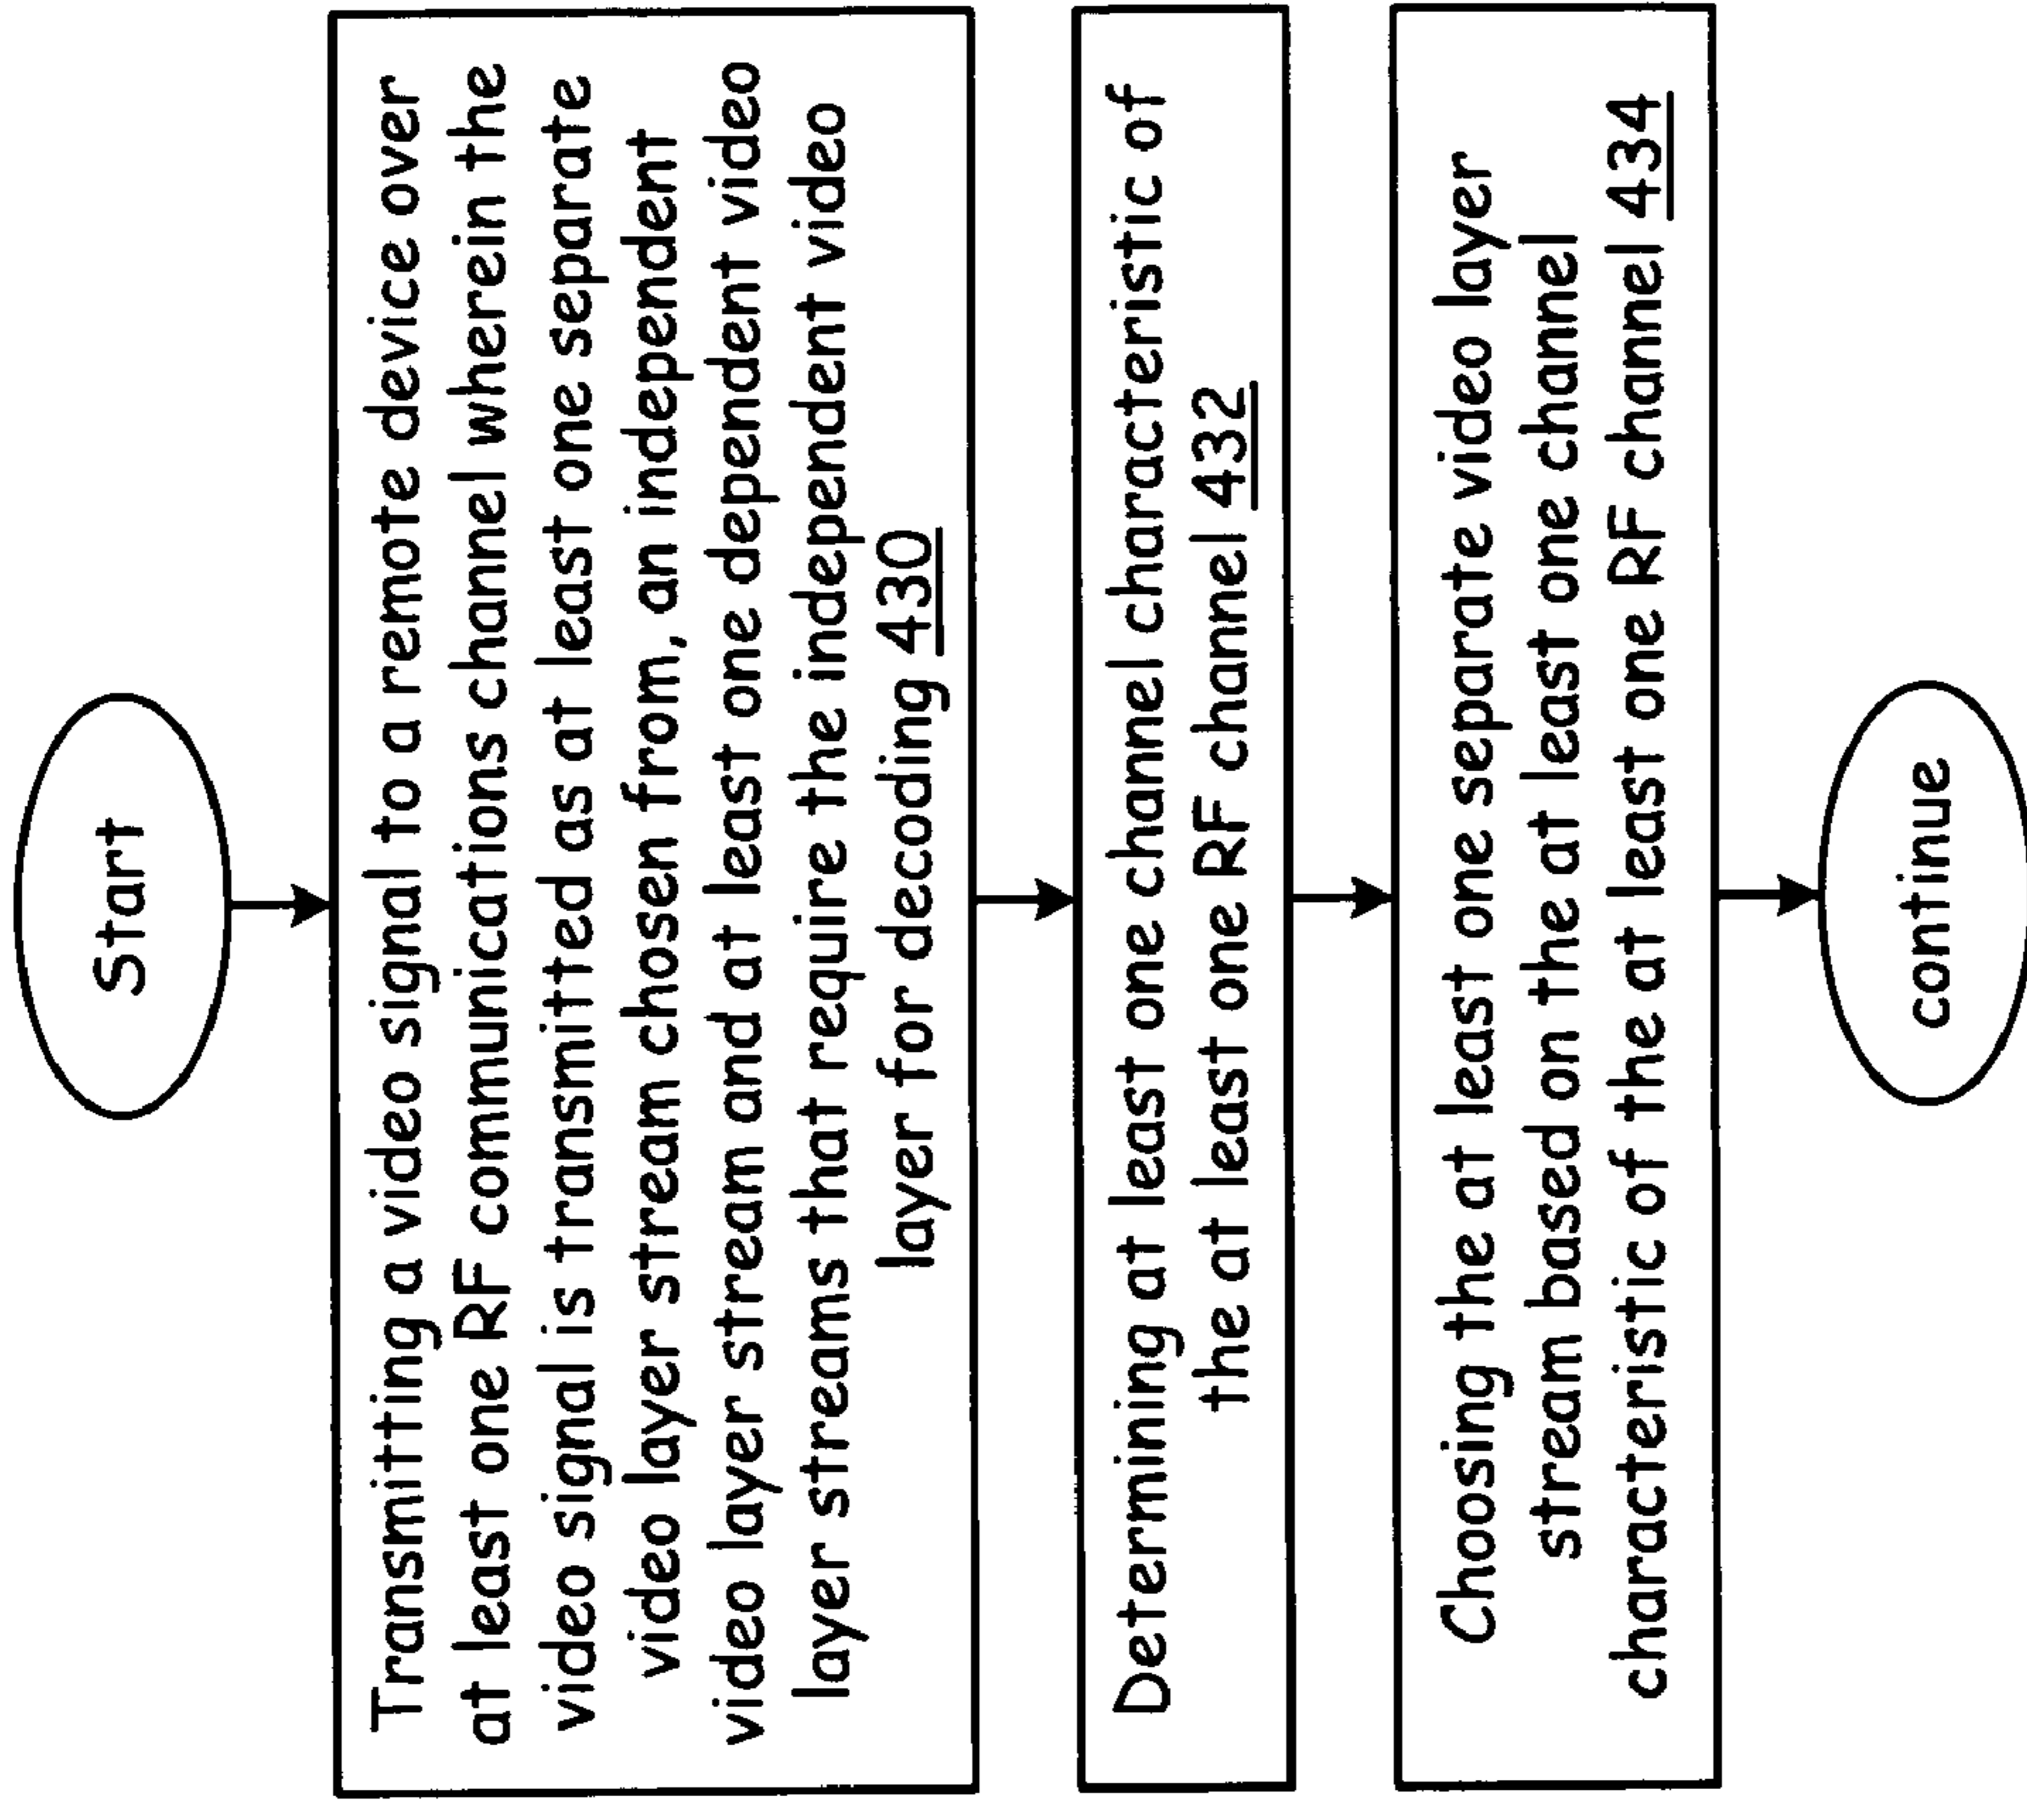 Start
Transmitting a video signal to a remote device over
at least one RF communications channel wherein the
video signal is transmitted as at least one separate
video layer stream chosen from, an independent
video layer stream and at least one dependent video
layer streams that require the independent video
layer for decoding 430
Determining at least one channel characteristic of
the at least one RF channel 432
Choosing the at least one separate video layer
stream based on the at least one channel
characteristic of the at least one RF channel 434
continue